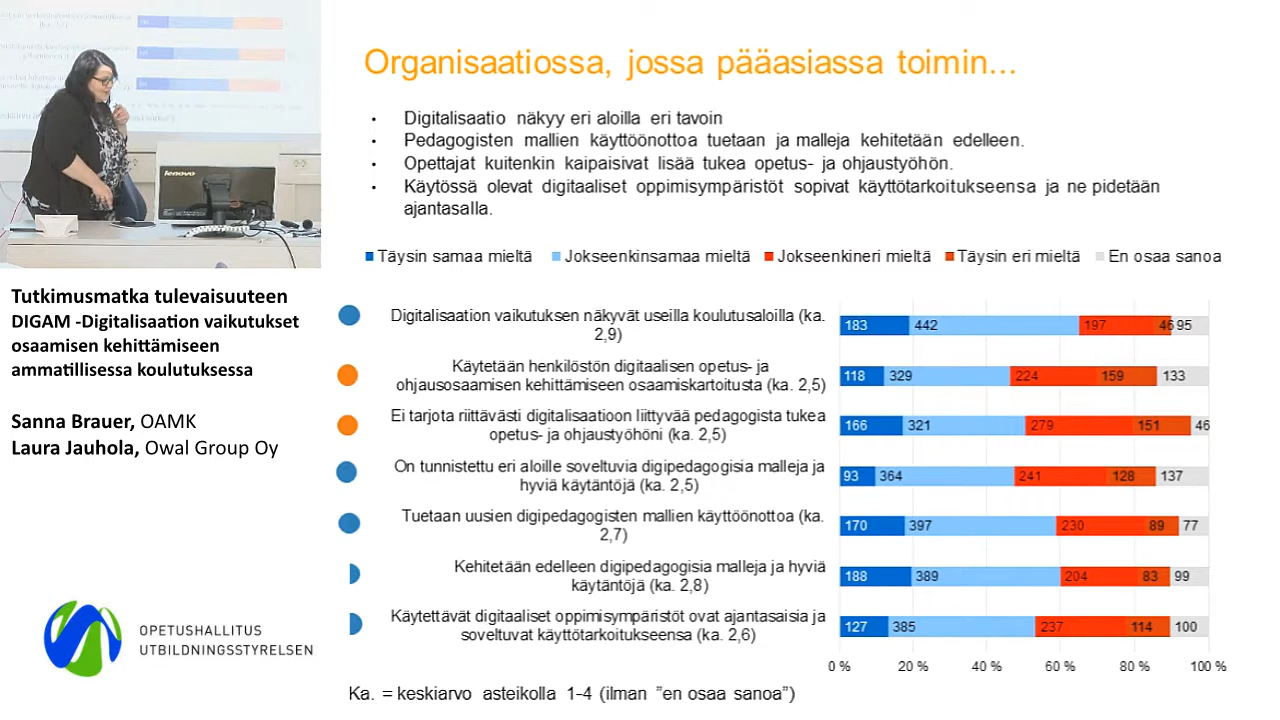 lenovo
Tutkimusmatka tulevaisuuteen
DIGAM -Digitalisaation vaikutukset
osaamisen kehittämiseen
ammatillisessa koulutuksessa
Sanna Brauer, OAMK
Laura Jauhola, Owal Group Oy
OPETUSHALLITUS
UTBILDNINGSSTYRELSEN
Organisaatiossa, jossa pääasiassa toimin...
• Digitalisaatio näkyy eri aloilla eri tavoin
• Pedagogisten mallien käyttöönottoa tuetaan ja malleja kehitetään edelleen.
• Opettajat kuitenkin kaipaisivat lisää tukea opetus- ja ohjaustyöhön.
• Käytössä olevat digitaaliset oppimisympäristöt sopivat käyttötarkoitukseensa ja ne pidetään
ajantasalla.
Täysin samaa mieltä Jokseenkinsamaa mieltä Jokseenkineri mieltä Täysin eri mieltä En osaa sanoa
Digitalisaation vaikutuksen näkyvät useilla koulutusaloilla (ka.
2,9)
183 442 197 46 95
Käytetään henkilöstön digitaalisen opetus- ja
ohjausosaamisen kehittämiseen osaamiskartoitusta (ka. 2,5)
118 329 224 159 133
Ei tarjota riittävästi digitalisaatioon liittyvää pedagogista tukea
opetus- ja ohjaustyöhöni (ka. 2,5)
166 321 279 151 46
On tunnistettu eri aloille soveltuvia digipedagogisia malleja ja
hyviä käytäntöjä (ka. 2,5)
93 364 241 128 137
Tuetaan uusien digipedagogisten mallien käyttöönottoa (ka.
2,7)
170 397 230 89 77
Kehitetään edelleen digipedagogisia malleja ja hyviä
käytäntöjä (ka. 2,8)
188 389 204 83 99
Käytettävät digitaaliset oppimisympäristöt ovat ajantasaisia ja
soveltuvat käyttötarkoitukseensa (ka. 2,6)
127 385 237 114 100
0 % 20 % 40 % 60 % 80 % 100 %
Ka. = keskiarvo asteikolla 1-4 (ilman ”en osaa sanoa”)